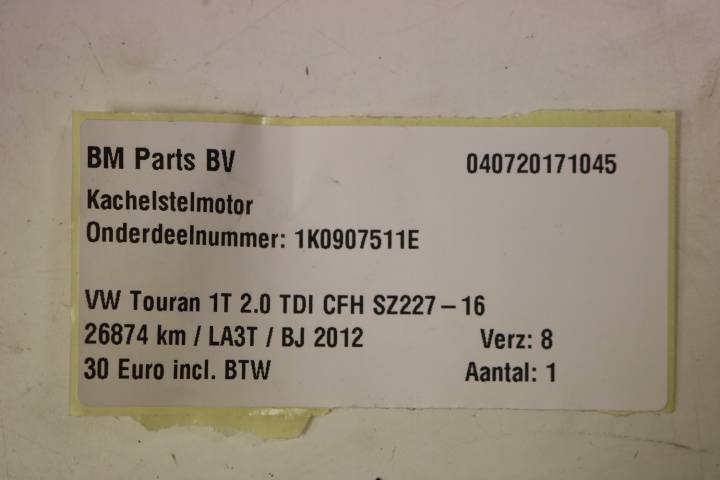 BM Parts BV 040720171045
Kachelstelmotor
Onderdeelnummer: 1K0907511E
VW Touran 1T 2.0 TDI CFH SZ227-16
26874 km / LA3T / BJ 2012 Verz: 8
30 Euro incl. BTW Aantal: 1